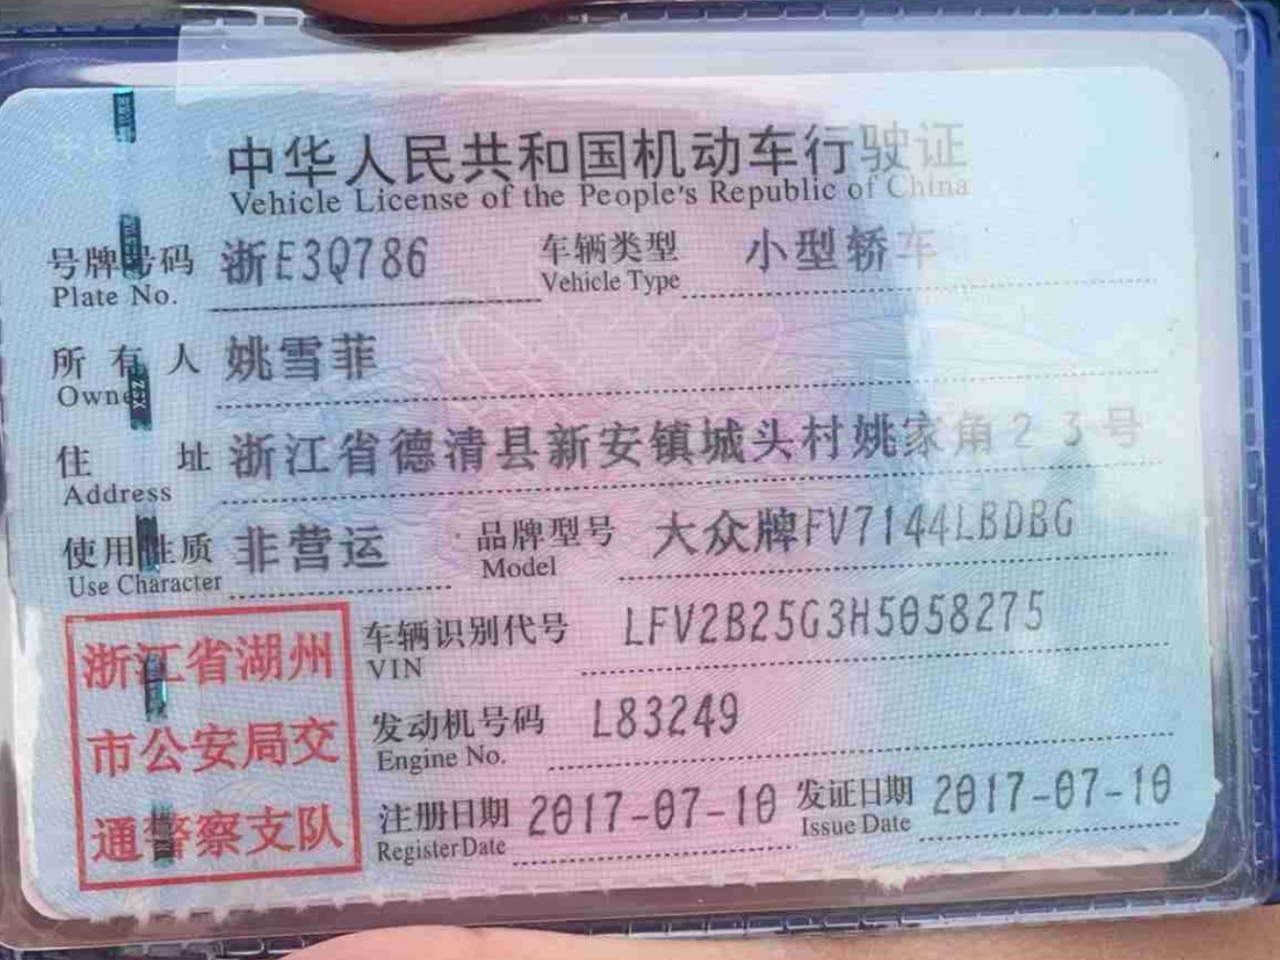 中华人民共和国机动车行驶证
Vehicle License of the People's Republic of China
号牌号码 浙E3Q786 车辆类型 小型轿车
Plate No. Vehicle Type
所有人 姚雪菲
Owner
住址 浙江省德清县新安镇城头村姚家角23号
Address
使用性质 非营运 品牌型号 大众牌FV7144LBDBG
Use Character Model
浙江省湖州
市公安局交
通警察支队
车辆识别代号 LFV2B25G3H5058275
VIN
发动机号码 L83249
Engine No.
注册日期 2017-07-10 发证日期 2017-07-10
Register Date Issue Date